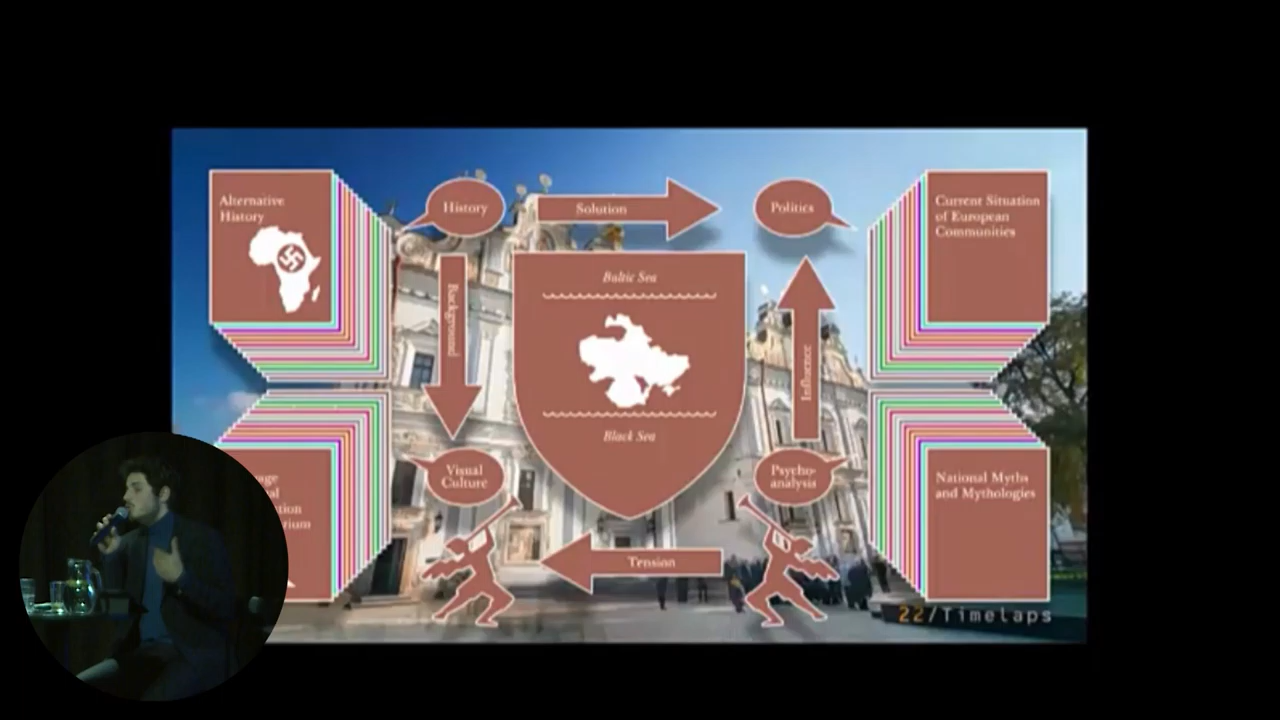 Alternative
History
History
Solution
Politics
Current Situation
of European
Communities
Background
Baltic Sea
Black Sea
Influence
Visual
Culture
Psycho-
analysis
National Myths
and Mythologies
Tension
22/Timelaps